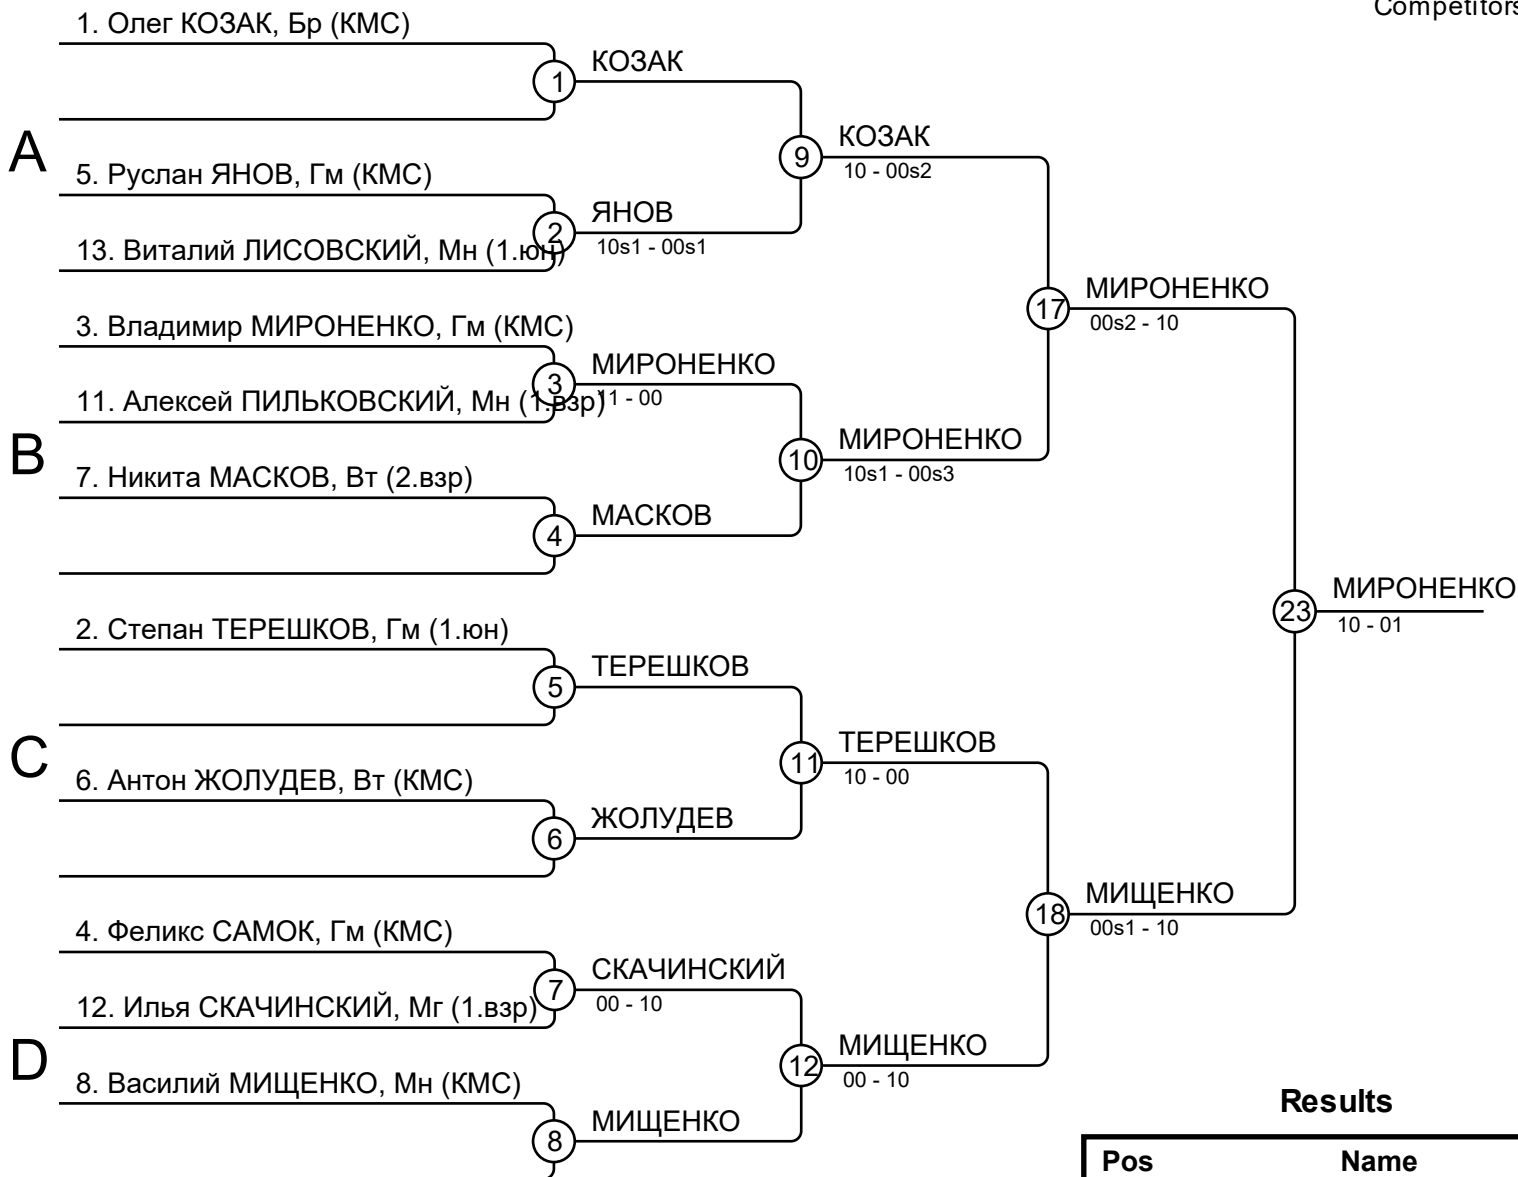 Competitors
1. Олег КОЗАК, Бр (КМС)
1
КОЗАК
A
9
КОЗАК
10 - 00s2
5. Руслан ЯНОВ, Гм (КМС)
2
ЯНОВ
10s1 - 00s1
13. Виталий ЛИСОВСКИЙ, Мн (1.юн)
17
МИРОНЕНКО
00s2 - 10
3. Владимир МИРОНЕНКО, Гм (КМС)
3
МИРОНЕНКО
11 - 00
11. Алексей ПИЛЬКОВСКИЙ, Мн (1.взр)
B
10
МИРОНЕНКО
10s1 - 00s3
7. Никита МАСКОВ, Вт (2.взр)
4
МАСКОВ
23
МИРОНЕНКО
10 - 01
2. Степан ТЕРЕШКОВ, Гм (1.юн)
5
ТЕРЕШКОВ
C
11
ТЕРЕШКОВ
10 - 00
6. Антон ЖОЛУДЕВ, Вт (КМС)
6
ЖОЛУДЕВ
18
МИЩЕНКО
00s1 - 10
4. Феликс САМОК, Гм (КМС)
7
СКАЧИНСКИЙ
00 - 10
12. Илья СКАЧИНСКИЙ, Мг (1.взр)
D
12
МИЩЕНКО
00 - 10
8. Василий МИЩЕНКО, Мн (КМС)
8
МИЩЕНКО
Results
Pos Name